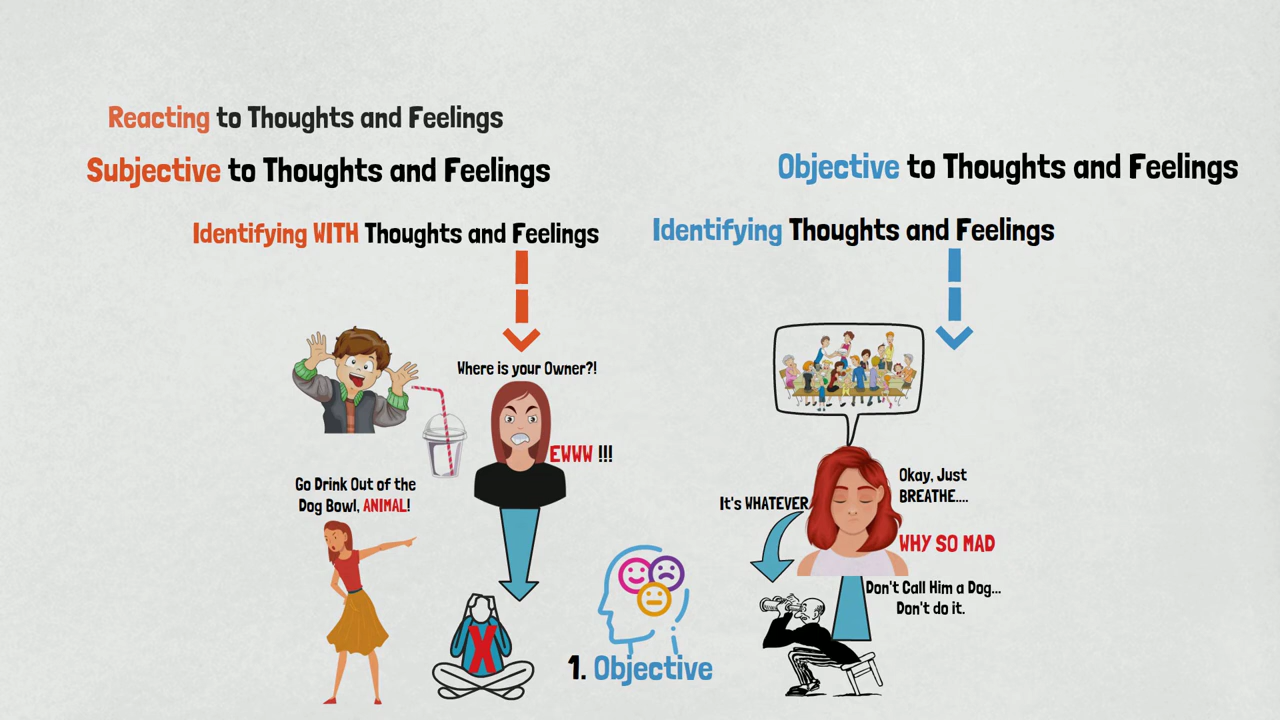 Reacting to Thoughts and Feelings
Subjective to Thoughts and Feelings
Identifying WITH Thoughts and Feelings
Where is your Owner?!
EWWW !!!
Go Drink Out of the
Dog Bowl, ANIMAL!
Objective to Thoughts and Feelings
Identifying Thoughts and Feelings
Okay, Just
BREATHE....
It's WHATEVER
WHY SO MAD
Don't Call Him a Dog...
Don't do it.
1. Objective